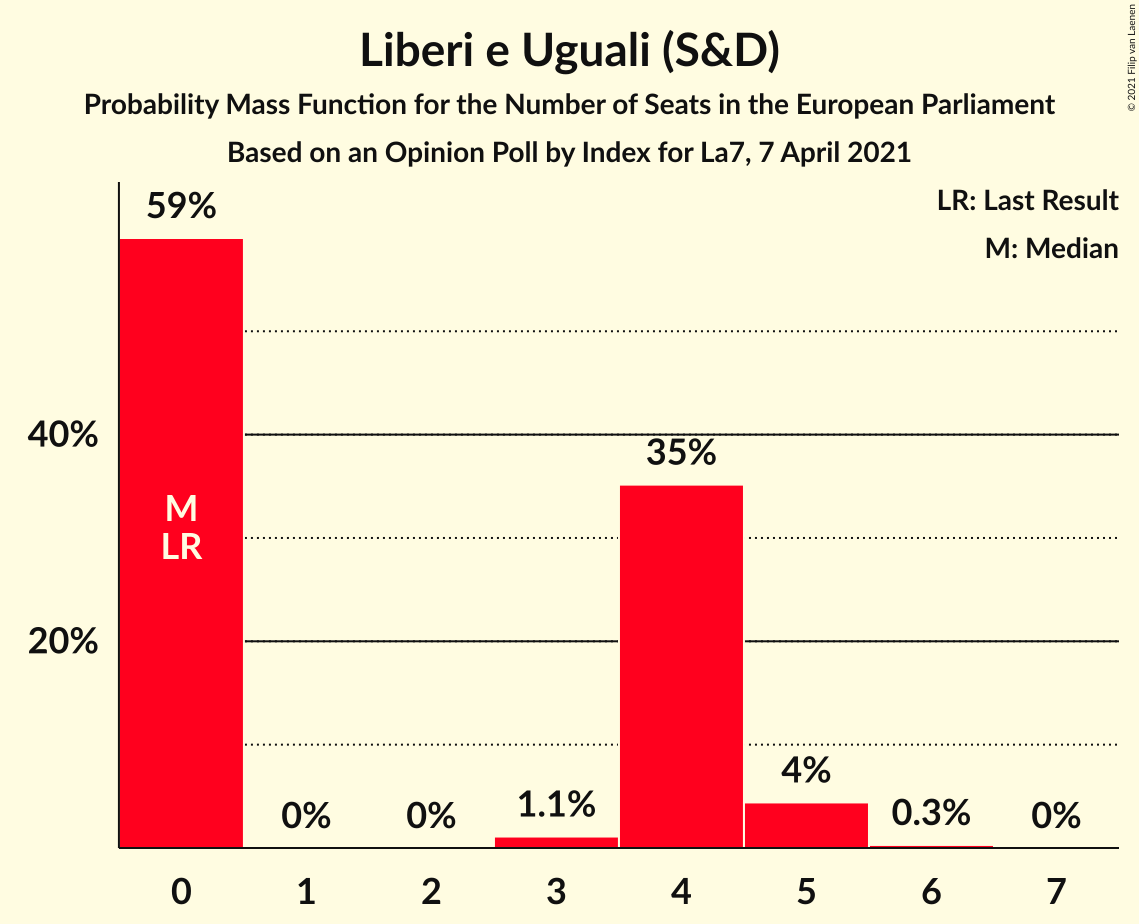 Liberi e Uguali (S&D)
Probability Mass Function for the Number of Seats in the European Parliament
Based on an Opinion Poll by Index for La7, 7 April 2021
© 2021 Filip van Laenen
LR: Last Result
M: Median
59%
40%
35%
M
LR
20%
0%
0%
1.1%
4%
0.3%
0%
0 1 2 3 4 5 6 7